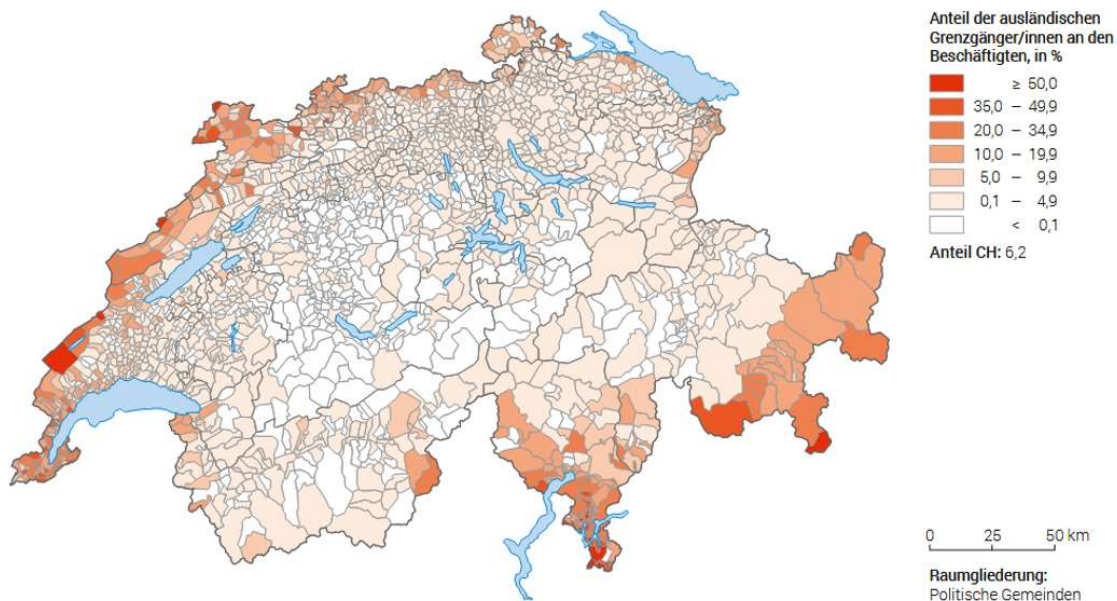 Anteil der ausländischen
Grenzgänger/innen an den
Beschäftigten, in %
≥ 50,0
35,0 – 49,9
20,0 – 34,9
10,0 – 19,9
5,0 – 9,9
0,1 – 4,9
< 0,1
Anteil CH: 6,2
0 25 50 km
Raumgliederung:
Politische Gemeinden